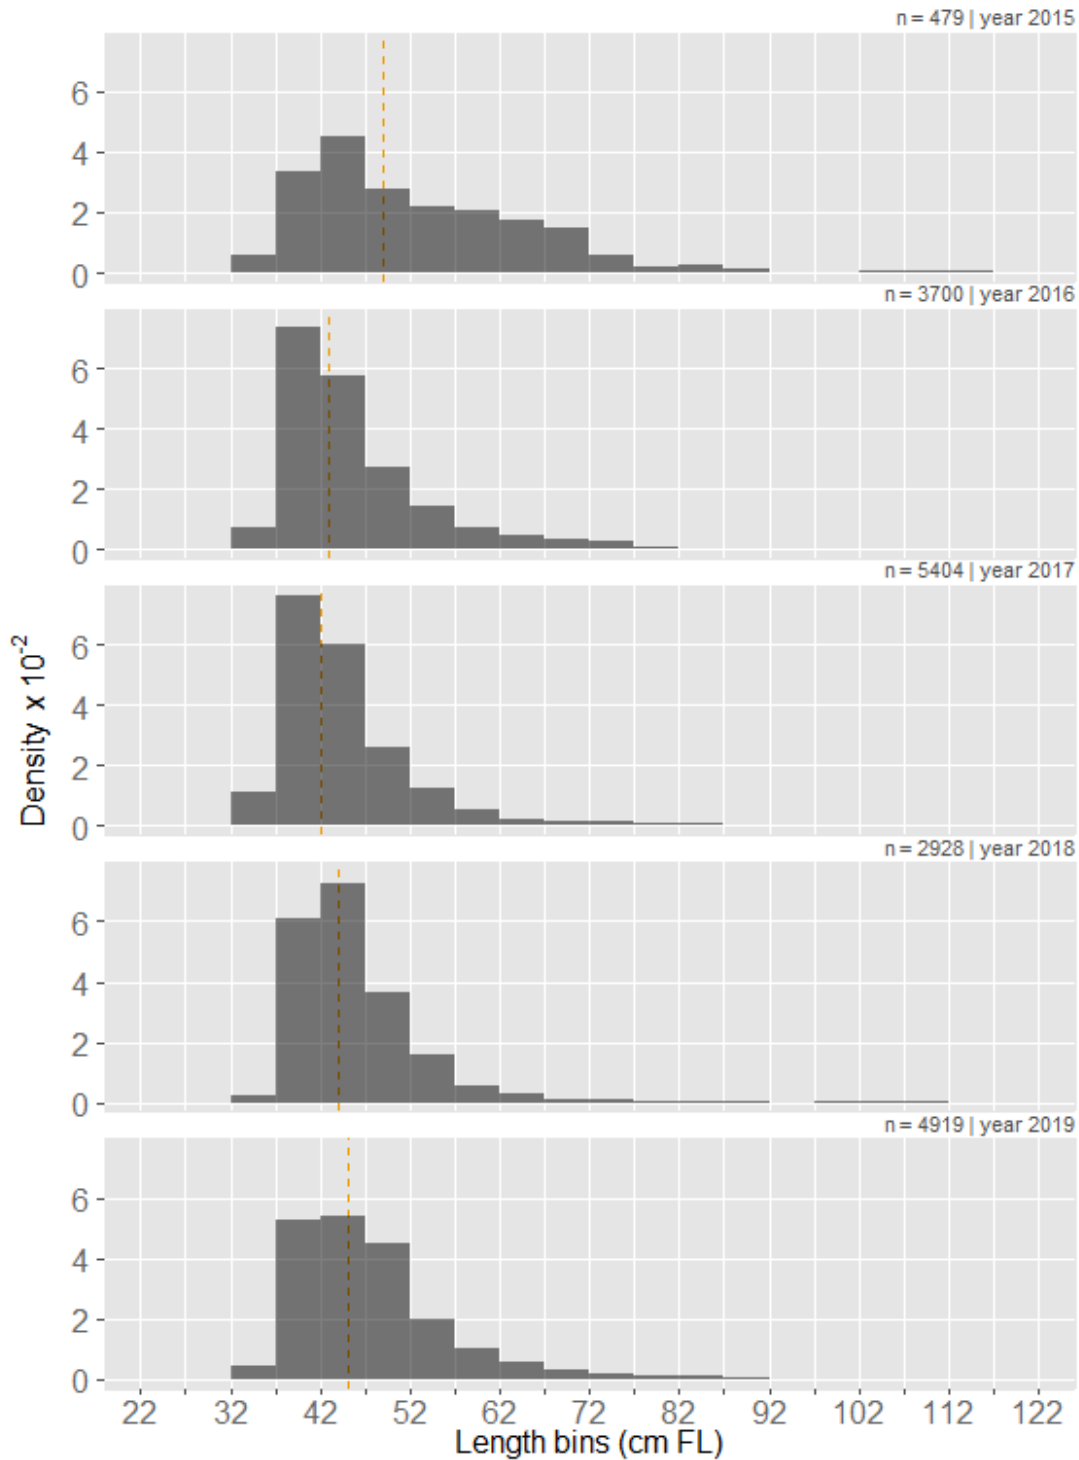 n = 479 | year 2015
6
4
2
0
n = 3700 | year 2016
6
4
2
0
n = 5404 | year 2017
6
4
2
0
Density x 10-2
n = 2928 | year 2018
6
4
2
0
n = 4919 | year 2019
6
4
2
0
22 32 42 52 62 72 82 92 102 112 122
Length bins (cm FL)